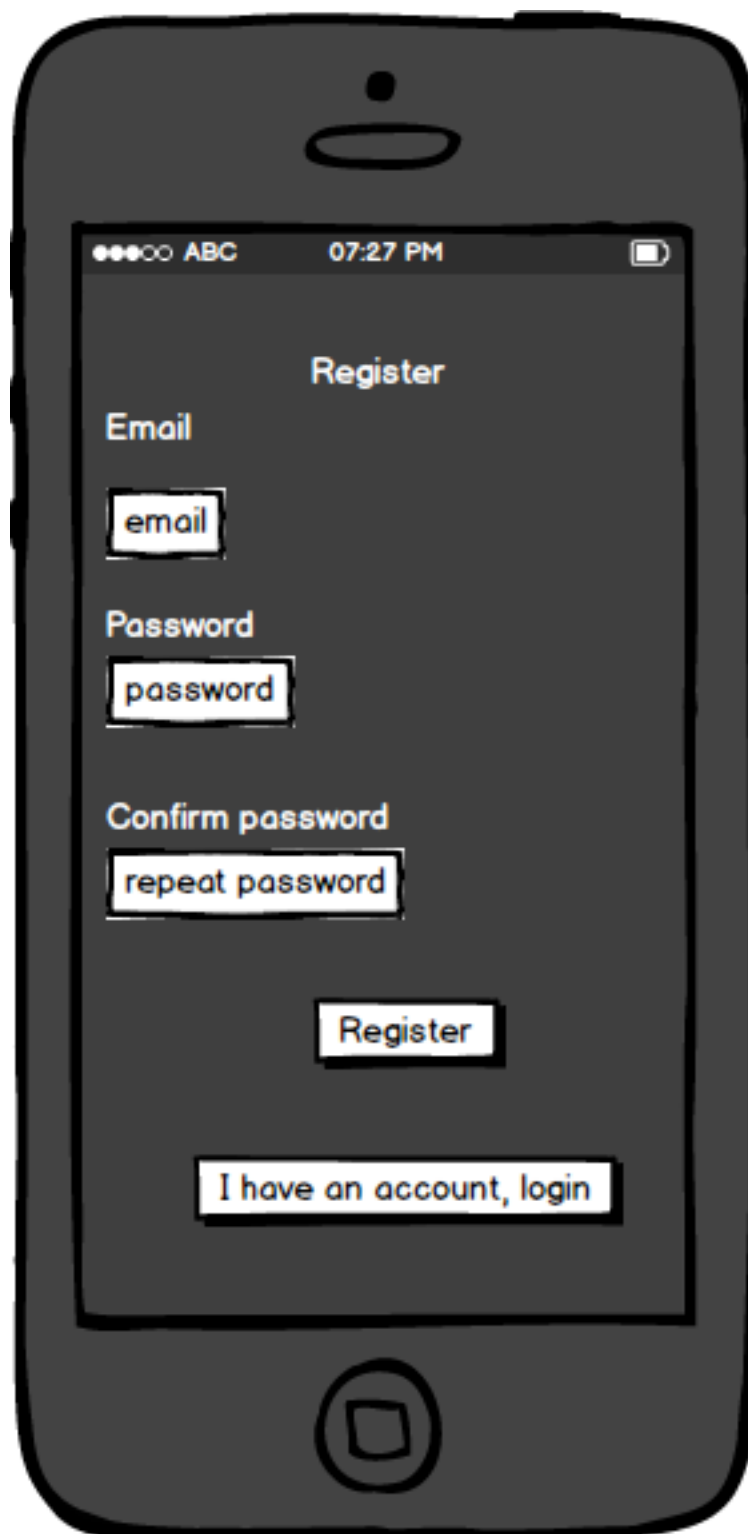 ABC 07:27 PM
Register
Email
email
Password
password
Confirm password
repeat password
Register
I have an account, login